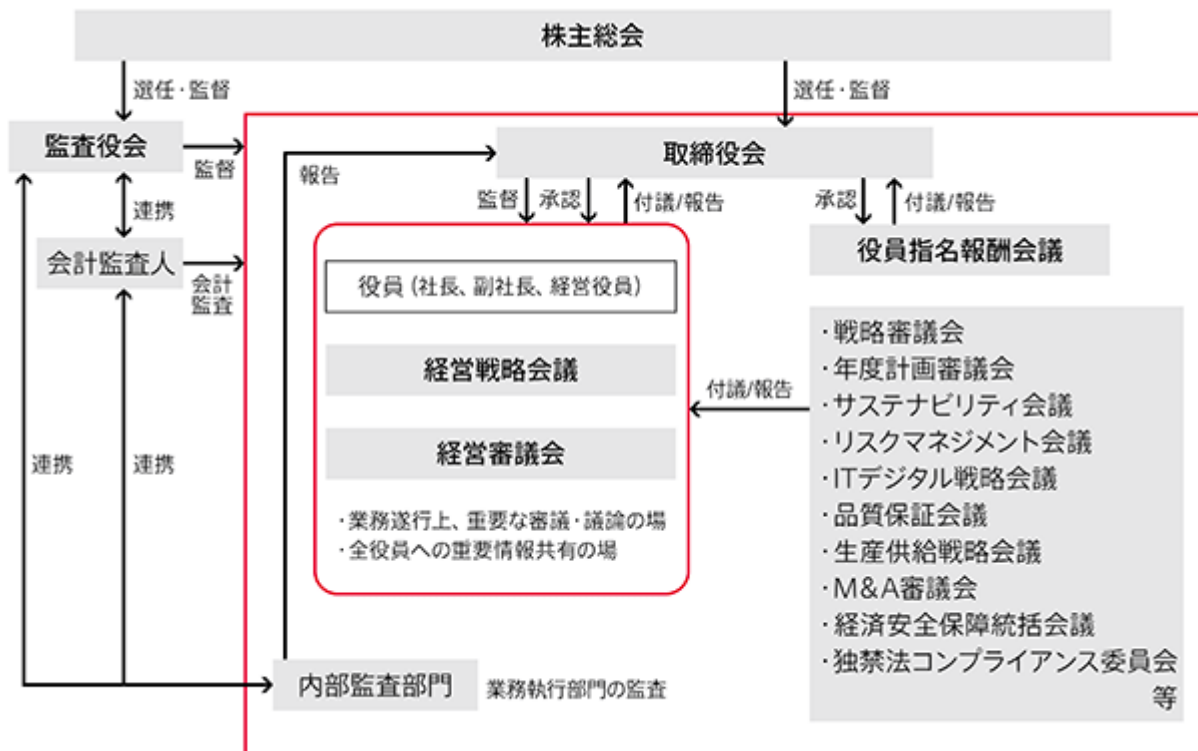 株主総会
選任・監督
選任・監督
監査役会
監督
取締役会
報告
監督
承認
付議/報告
承認
付議/報告
連携
会計監査人
会計
監査
役員指名報酬会議
役員（社長、副社長、経営役員）
経営戦略会議
経営審議会
・業務遂行上、重要な審議・議論の場
・全役員への重要情報共有の場
付議/報告
・戦略審議会
・年度計画審議会
・サステナビリティ会議
・リスクマネジメント会議
・ITデジタル戦略会議
・品質保証会議
・生産供給戦略会議
・M&A審議会
・経済安全保障統括会議
・独禁法コンプライアンス委員会
等
連携
連携
内部監査部門
業務執行部門の監査